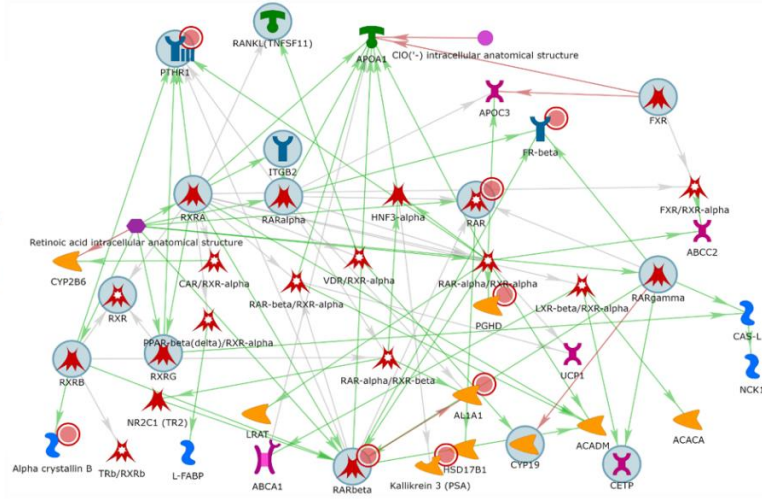 RANKL(TNFSF11)
PTHR1
APOA1
ClO('-) intracellular anatomical structure
APOC3
FXR
FR-beta
ITGB2
RXRA
RARalpha
HNF3-alpha
RAR
FXR/RXR-alpha
Retinoic acid intracellular anatomical structure
ABCC2
CYP2B6
CAR/RXR-alpha
VDR/RXR-alpha
RAR-alpha/RXR-alpha
RARgamma
RAR-beta/RXR-alpha
LXR-beta/RXR-alpha
RXR
PGHD
CAS-L
PPAR-beta(delta)/RXR-alpha
RXRB
RXRG
RAR-alpha/RXR-beta
UCP1
NCK1
NR2C1 (TR2)
AL1A1
LRAT
ACADM
ACACA
Alpha crystallin B
TRb/RXRb
L-FABP
ABCA1
RARbeta
Kallikrein 3 (PSA)
HSD17B1
CYP19
CETP